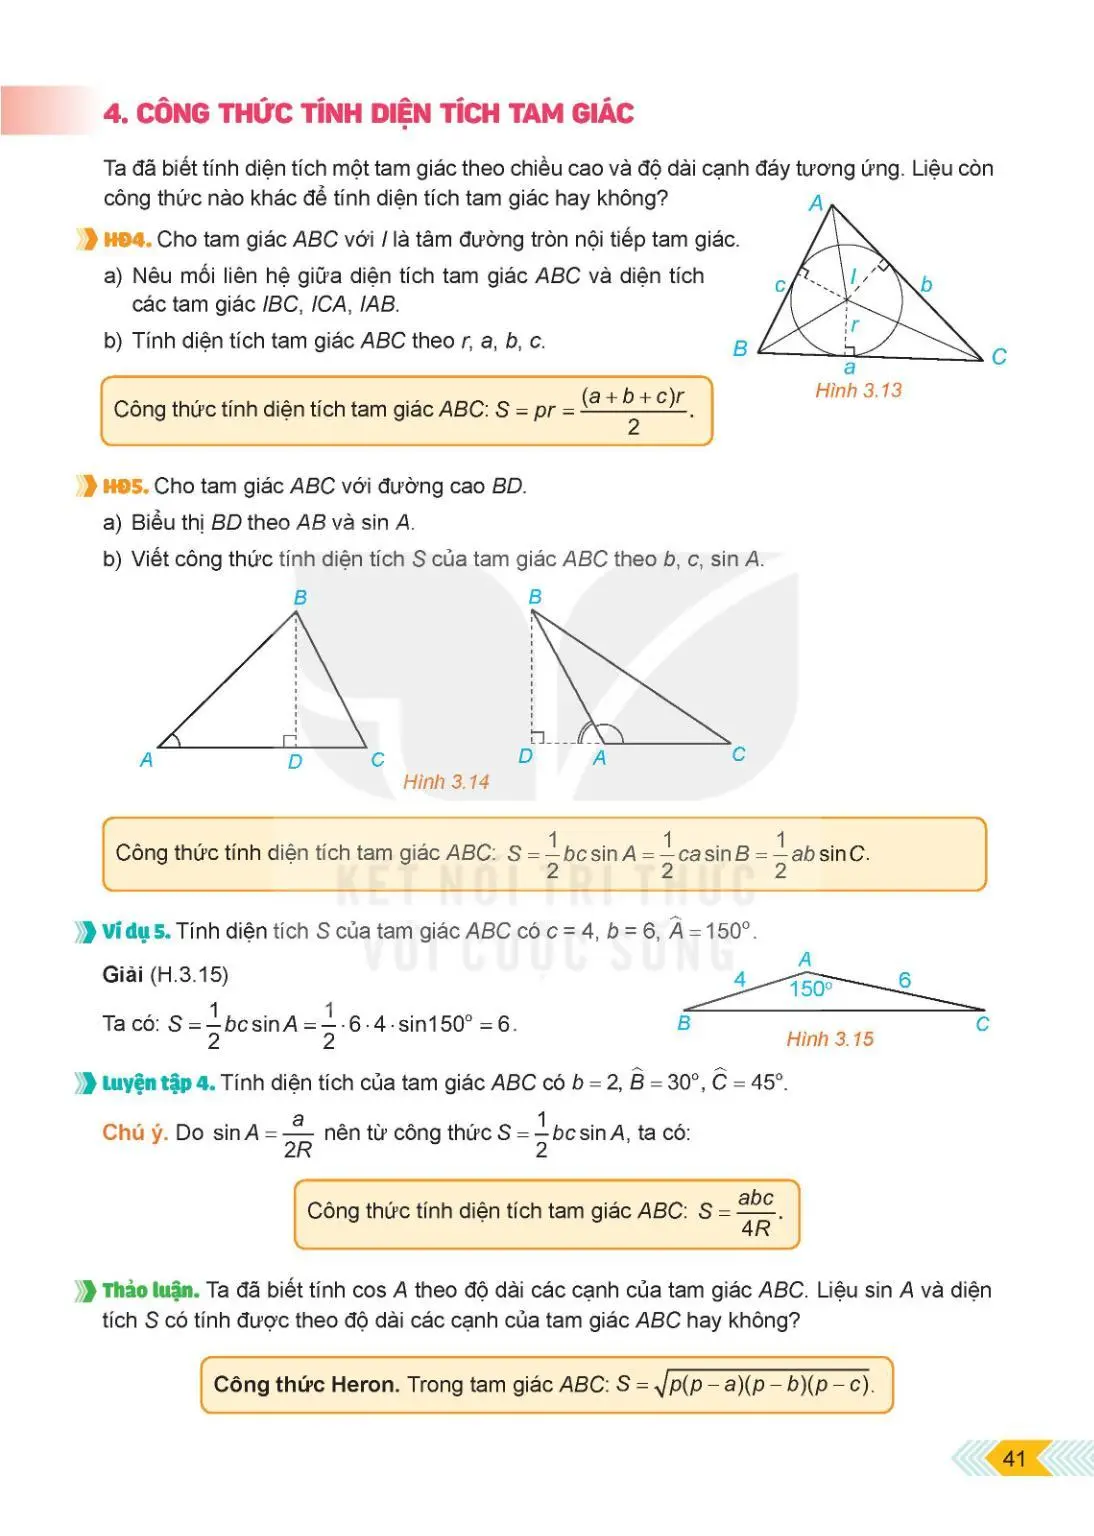 4. CÔNG THỨC TÍNH DIỆN TÍCH TAM GIÁC
Ta đã biết tính diện tích một tam giác theo chiều cao và độ dài cạnh đáy tương ứng. Liệu còn
công thức nào khác để tính diện tích tam giác hay không?
HĐ4. Cho tam giác ABC với I là tâm đường tròn nội tiếp tam giác.
a) Nêu mối liên hệ giữa diện tích tam giác ABC và diện tích
các tam giác IBC, ICA, IAB.
b) Tính diện tích tam giác ABC theo r, a, b, c.
A
c
I
b
r
B
a
C
Hình 3.13
Công thức tính diện tích tam giác ABC: S = pr = (a + b + c)r / 2.
HĐ5. Cho tam giác ABC với đường cao BD.
a) Biểu thị BD theo AB và sin A.
b) Viết công thức tính diện tích S của tam giác ABC theo b, c, sin A.
B
A
D
C
B
D
A
C
Hình 3.14
Công thức tính diện tích tam giác ABC: S = 1/2 bc sin A = 1/2 ca sin B = 1/2 ab sin C.
KẾT NỐI TRI THỨC
VỚI CUỘC SỐNG
Ví dụ 5. Tính diện tích S của tam giác ABC có c = 4, b = 6, Â = 150°.
Giải (H.3.15)
Ta có: S = 1/2 bc sin A = 1/2 · 6 · 4 · sin150° = 6.
A
4
150°
6
B
C
Hình 3.15
Luyện tập 4. Tính diện tích của tam giác ABC có b = 2, B̂ = 30°, Ĉ = 45°.
Chú ý. Do sin A = a/2R nên từ công thức S = 1/2 bc sin A, ta có:
Công thức tính diện tích tam giác ABC: S = abc/4R.
Thảo luận. Ta đã biết tính cos A theo độ dài các cạnh của tam giác ABC. Liệu sin A và diện
tích S có tính được theo độ dài các cạnh của tam giác ABC hay không?
Công thức Heron. Trong tam giác ABC: S = √(p(p – a)(p – b)(p – c)).
41